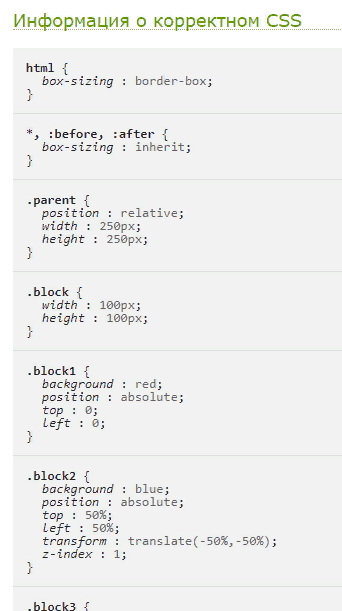 Информация о корректном CSS
html {
box-sizing : border-box;
}
*, :before, :after {
box-sizing : inherit;
}
.parent {
position : relative;
width : 250px;
height : 250px;
}
.block {
width : 100px;
height : 100px;
}
.block1 {
background : red;
position : absolute;
top : 0;
left : 0;
}
.block2 {
background : blue;
position : absolute;
top : 50%;
left : 50%;
transform : translate(-50%,-50%);
z-index : 1;
}
.block3 {